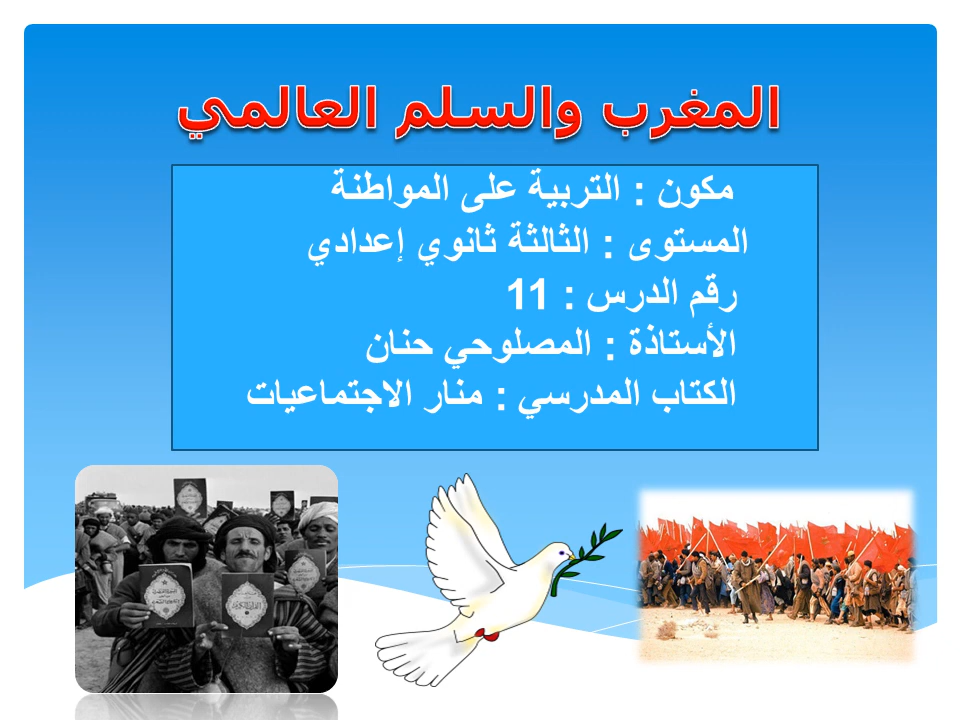 المغرب والسلم العالمي
مكون : التربية على المواطنة
المستوى : الثالثة ثانوي إعدادي
رقم الدرس : 11
الأستاذة : المصلوحي حنان
الكتاب المدرسي : منار الاجتماعيات